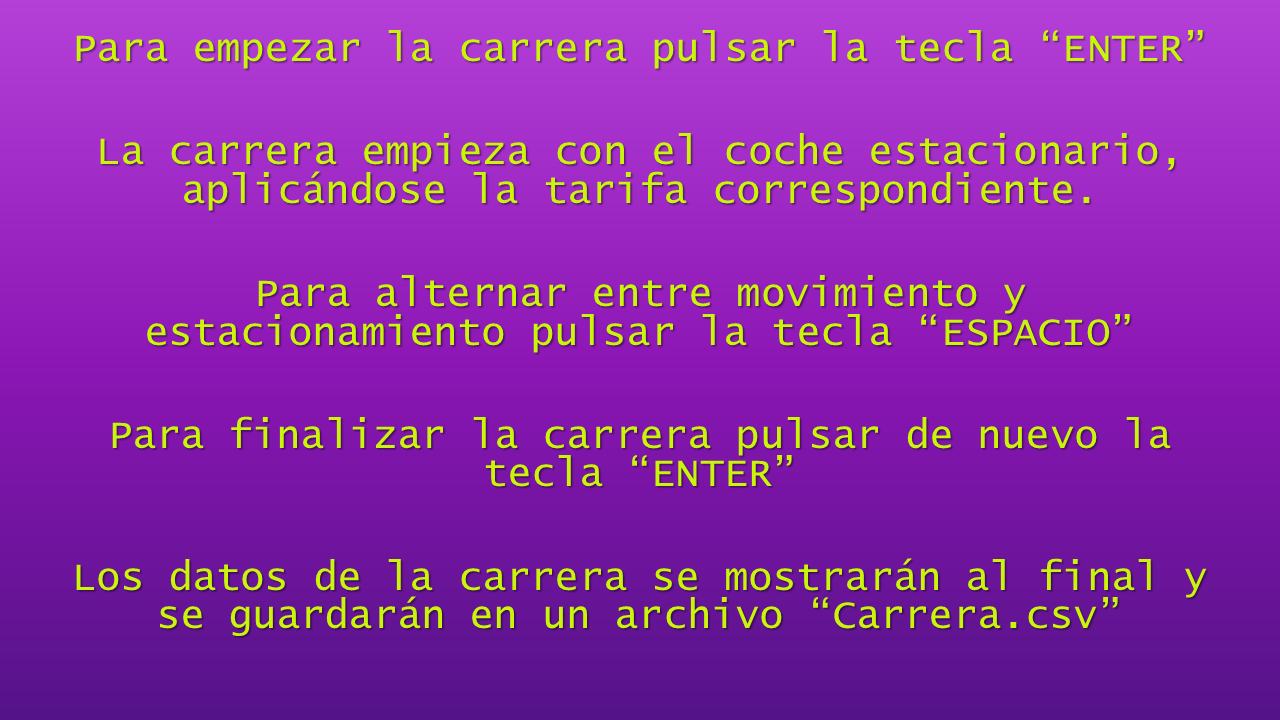 Para empezar la carrera pulsar la tecla “ENTER”
La carrera empieza con el coche estacionario,
aplicándose la tarifa correspondiente.
Para alternar entre movimiento y
estacionamiento pulsar la tecla “ESPACIO”
Para finalizar la carrera pulsar de nuevo la
tecla “ENTER”
Los datos de la carrera se mostrarán al final y
se guardarán en un archivo “Carrera.csv”